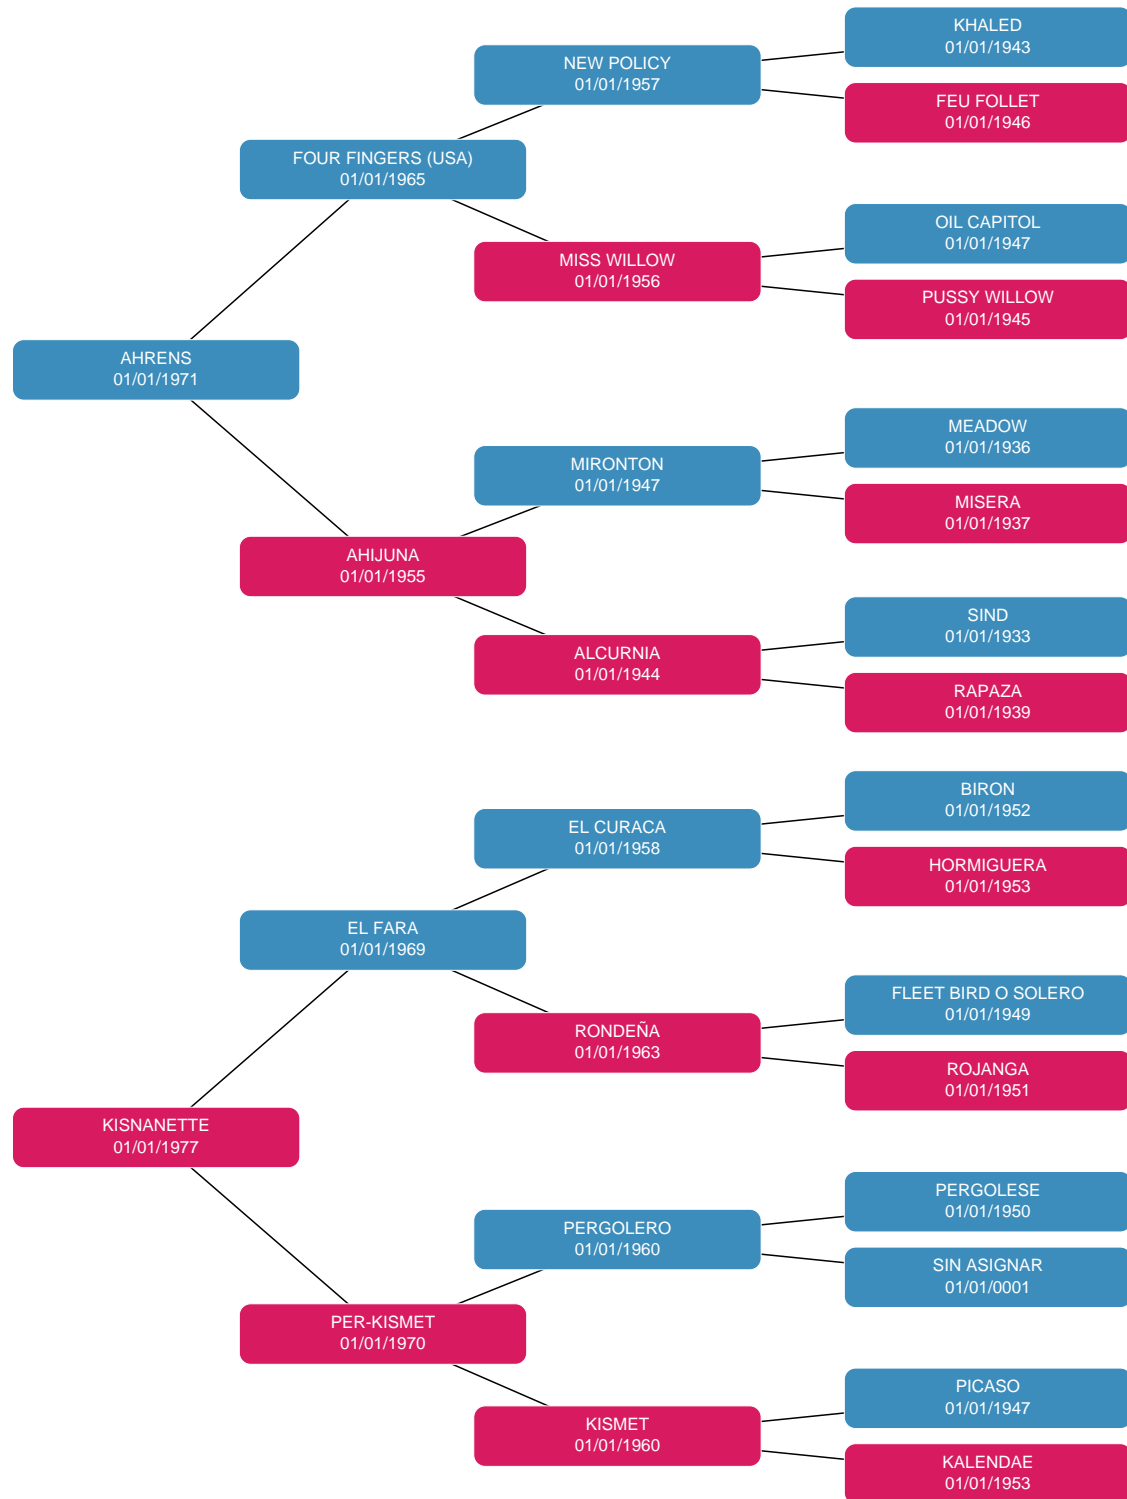 KHALED
01/01/1943
NEW POLICY
01/01/1957
FEU FOLLET
01/01/1946
FOUR FINGERS (USA)
01/01/1965
OIL CAPITOL
01/01/1947
MISS WILLOW
01/01/1956
PUSSY WILLOW
01/01/1945
AHRENS
01/01/1971
MEADOW
01/01/1936
MIRONTON
01/01/1947
MISERA
01/01/1937
AHIJUNA
01/01/1955
SIND
01/01/1933
ALCURNIA
01/01/1944
RAPAZA
01/01/1939
BIRON
01/01/1952
EL CURACA
01/01/1958
HORMIGUERA
01/01/1953
EL FARA
01/01/1969
FLEET BIRD O SOLERO
01/01/1949
RONDEÑA
01/01/1963
ROJANGA
01/01/1951
KISNANETTE
01/01/1977
PERGOLESE
01/01/1950
PERGOLERO
01/01/1960
SIN ASIGNAR
01/01/0001
PER-KISMET
01/01/1970
PICASO
01/01/1947
KISMET
01/01/1960
KALENDAE
01/01/1953